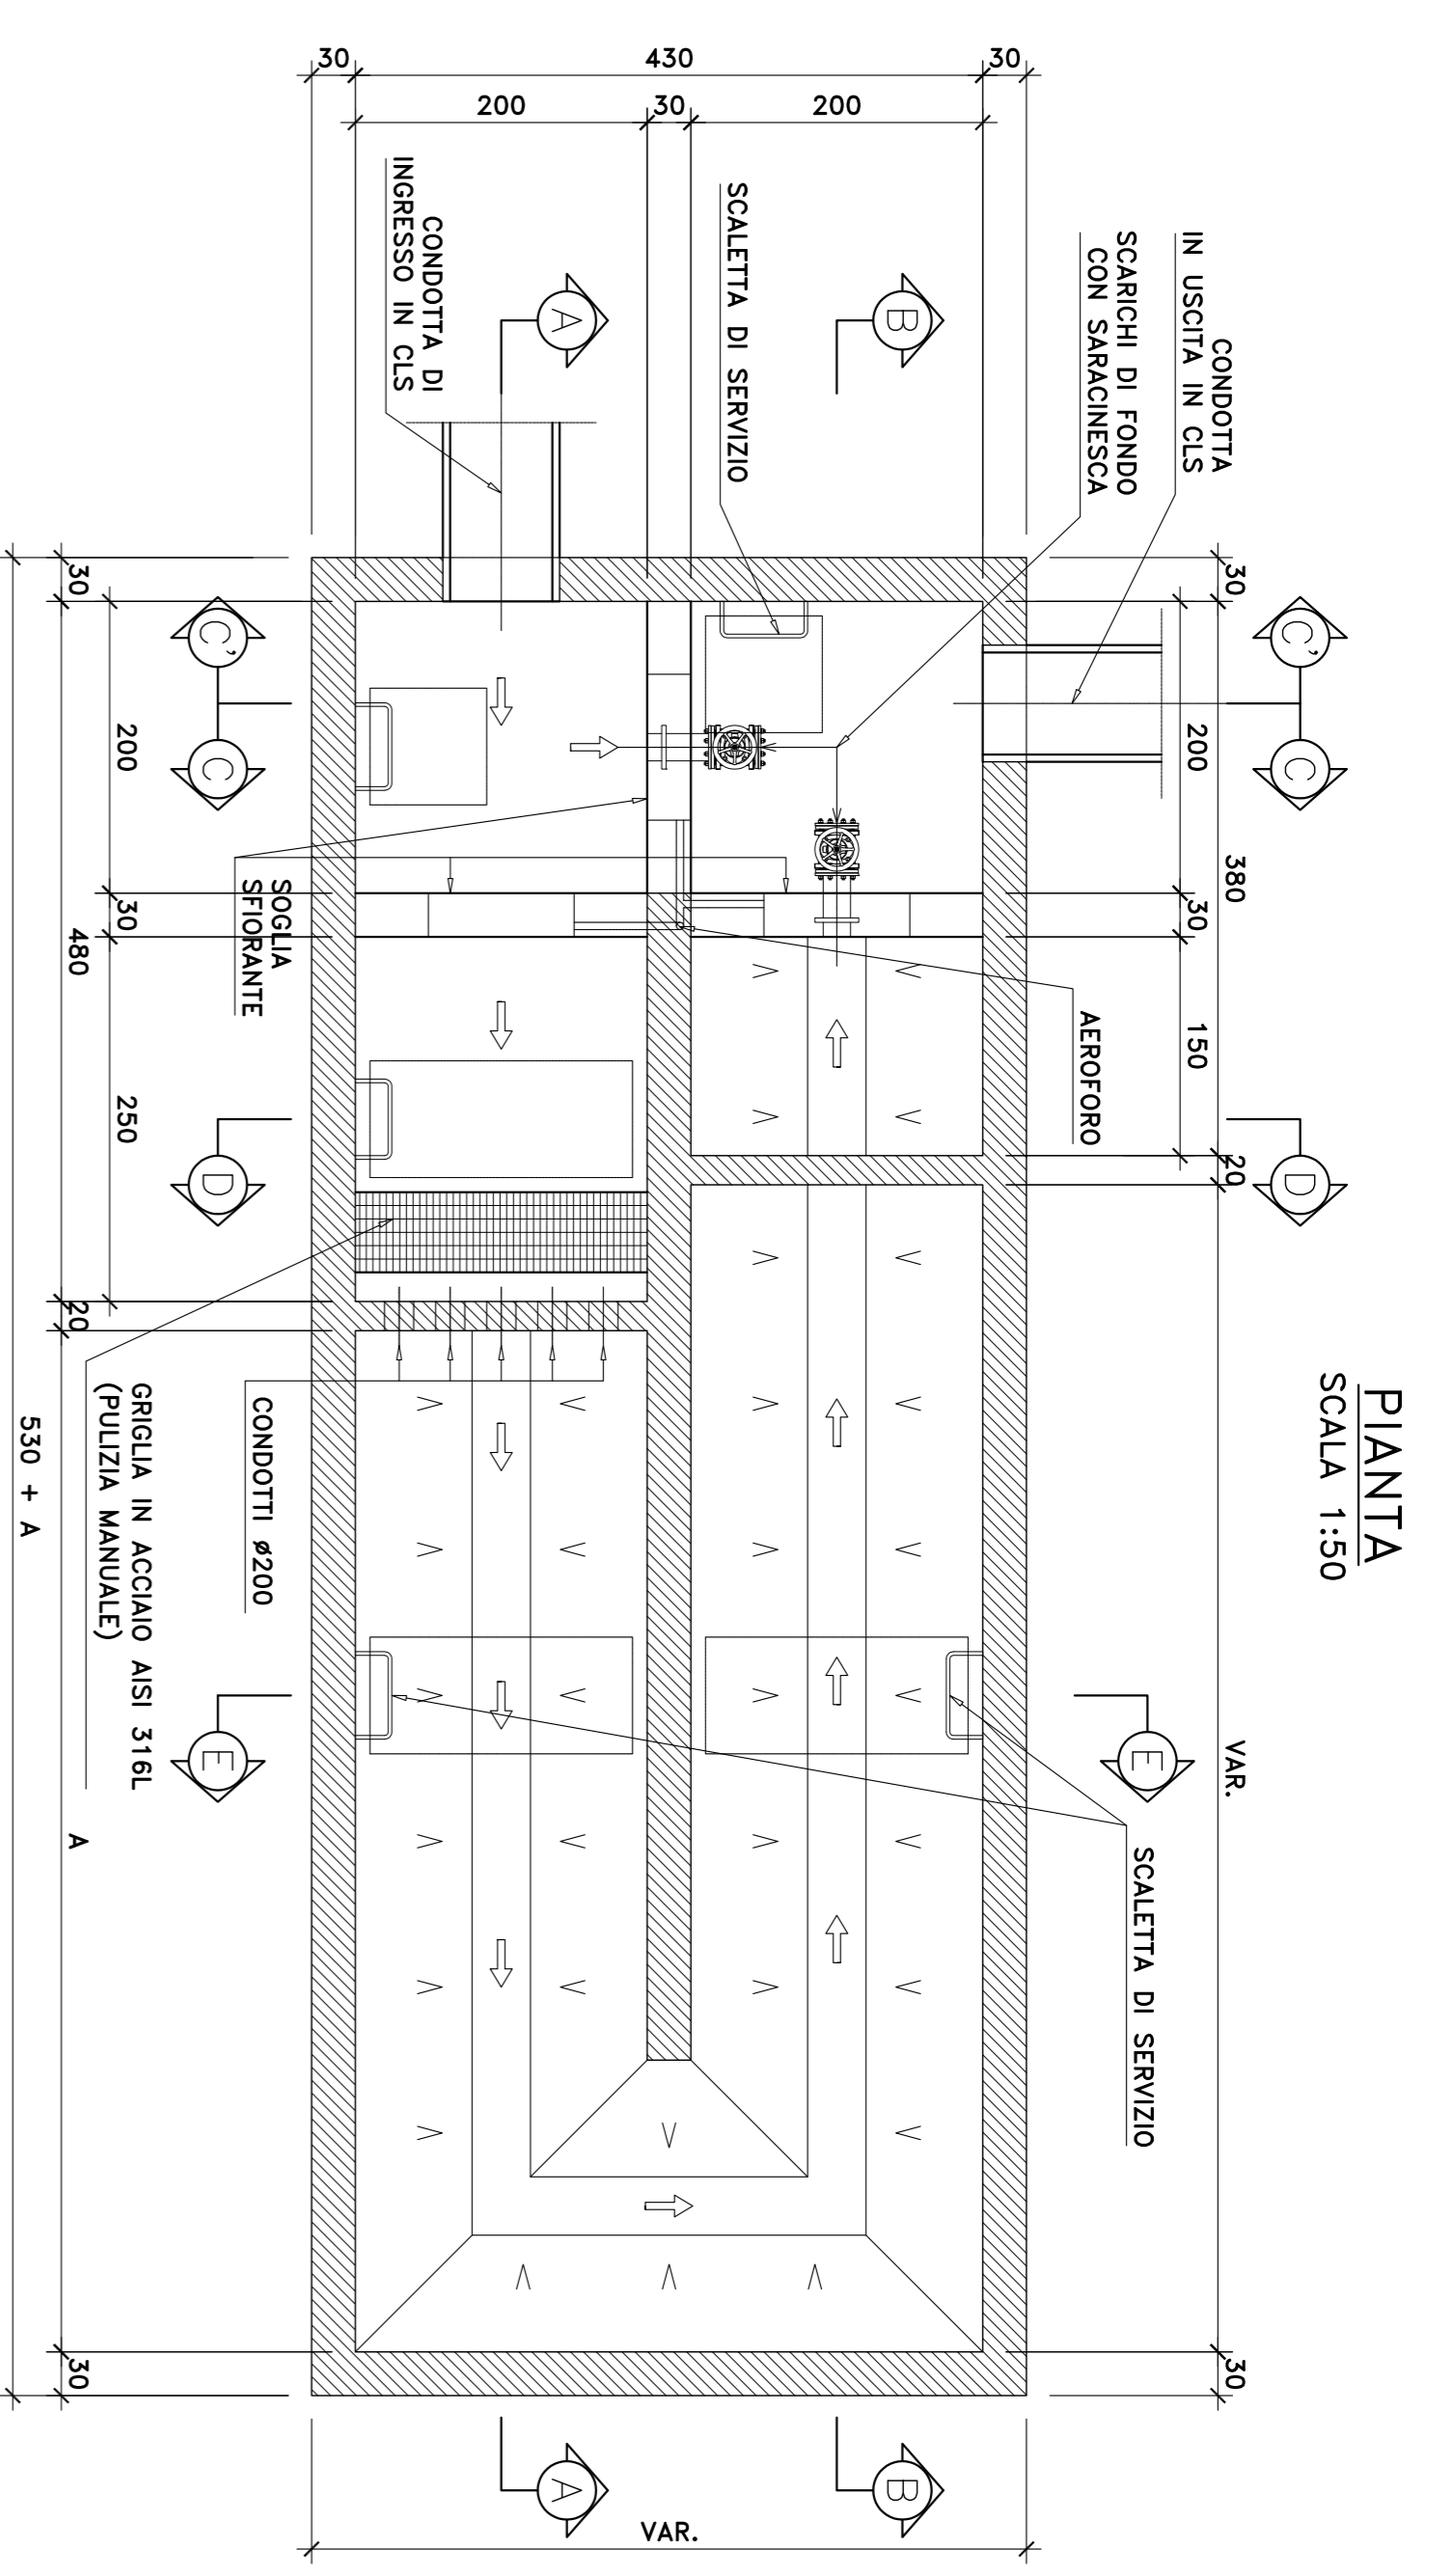 PIANTA
SCALA 1:50
CONDOTTA
IN USCITA IN CLS
SCARICHI DI FONDO
CON SARACINESCA
SCALETTA DI SERVIZIO
CONDOTTA DI
INGRESSO IN CLS
AEROFORO
SOGLIA
SFIORANTE
CONDOTTI ø200
GRIGLIA IN ACCIAIO AISI 316L
(PULIZIA MANUALE)
SCALETTA DI SERVIZIO
30
430
30
200
30
200
30
380
20
VAR.
30
200
30
150
200
30
250
30
480
20
A
30
530 + A
VAR.
A
B
A
B
C'
C
C'
C
D
D
E
E